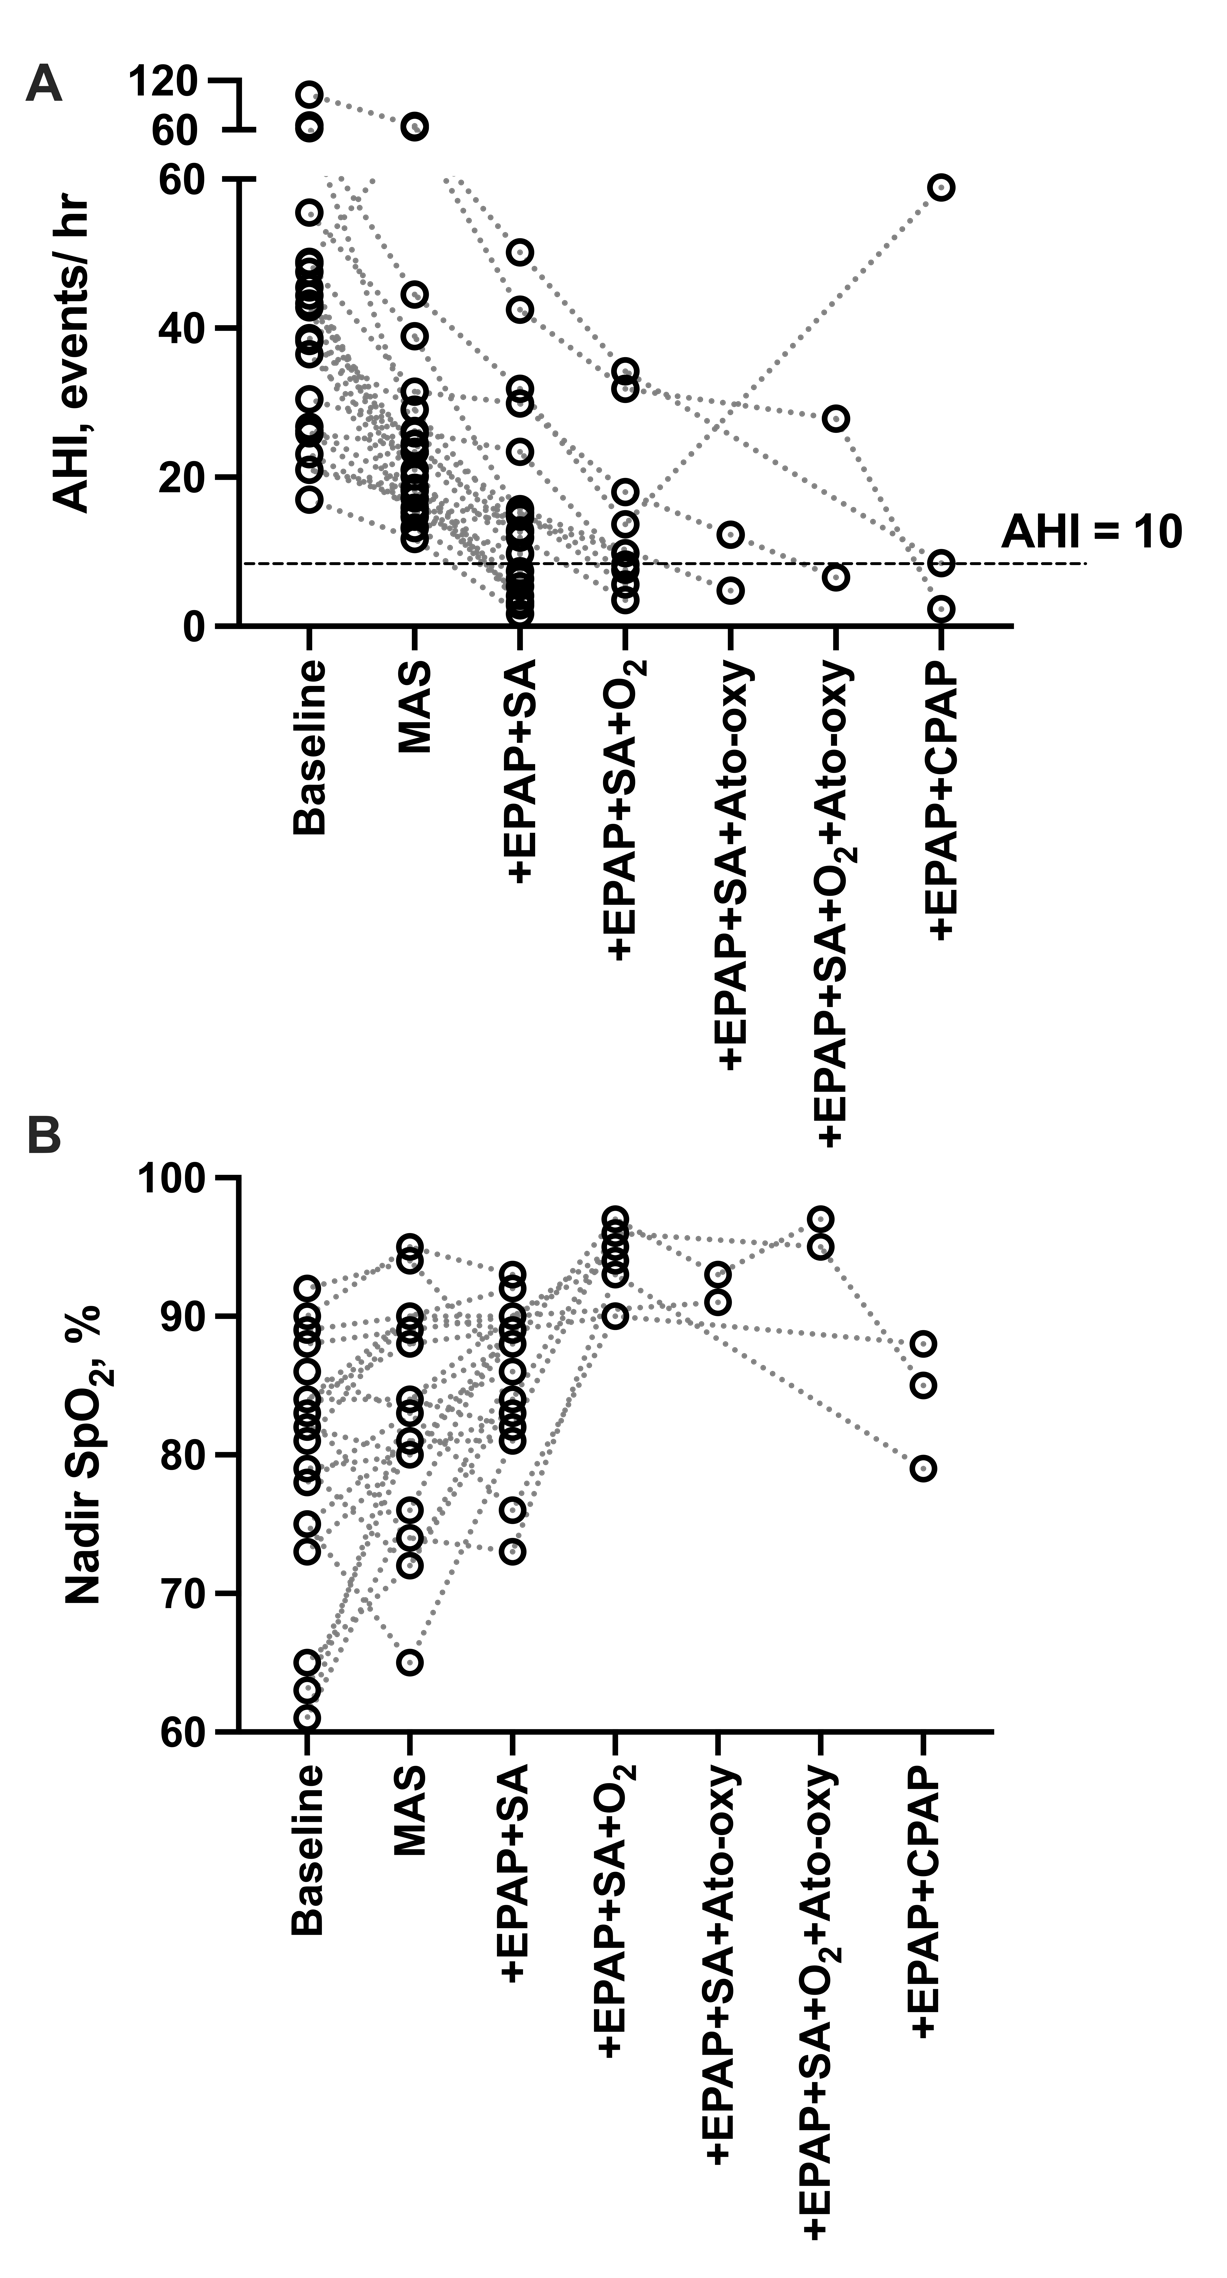 A
120
60
60
40
20
0
AHI, events/ hr
AHI = 10
Baseline
MAS
+EPAP+SA
+EPAP+SA+O2
+EPAP+SA+Ato-oxy
+EPAP+SA+O2+Ato-oxy
+EPAP+CPAP
B
100
90
80
70
60
Nadir SpO2, %
Baseline
MAS
+EPAP+SA
+EPAP+SA+O2
+EPAP+SA+Ato-oxy
+EPAP+SA+O2+Ato-oxy
+EPAP+CPAP